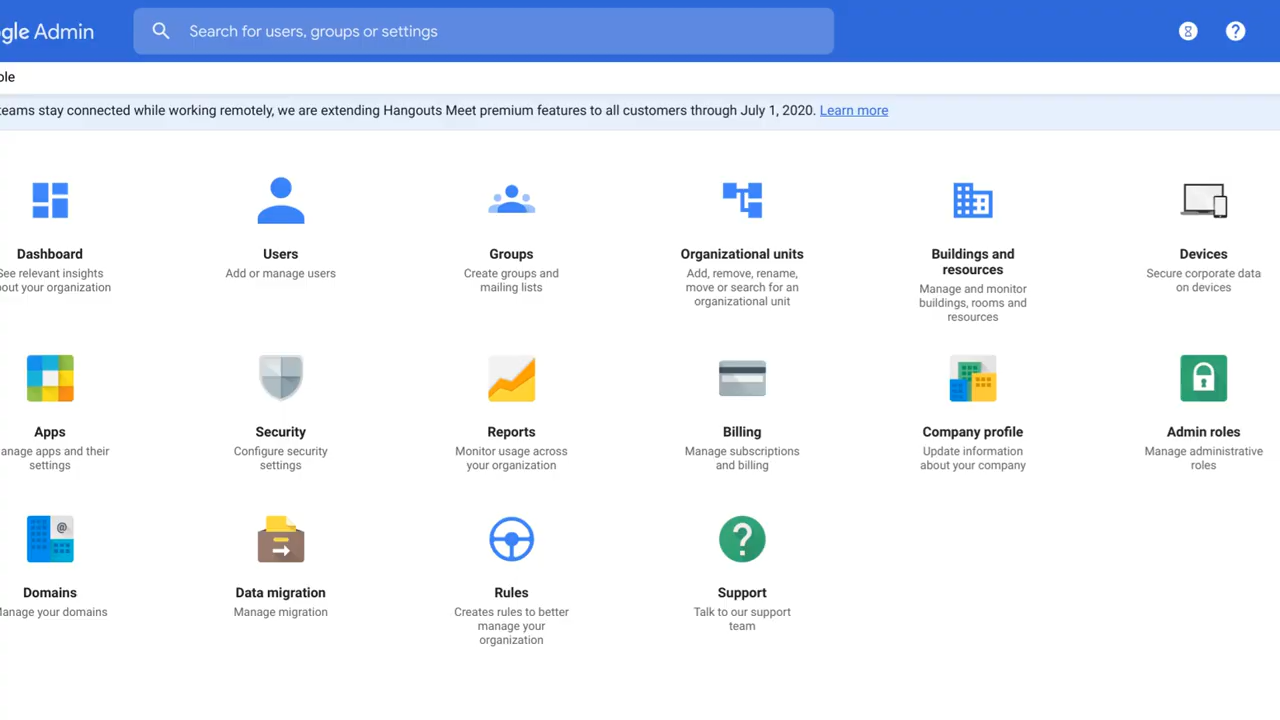 gle Admin
Search for users, groups or settings
ole
teams stay connected while working remotely, we are extending Hangouts Meet premium features to all customers through July 1, 2020. Learn more
Dashboard
See relevant insights
bout your organization
Users
Add or manage users
Groups
Create groups and
mailing lists
Organizational units
Add, remove, rename,
move or search for an
organizational unit
Buildings and
resources
Manage and monitor
buildings, rooms and
resources
Devices
Secure corporate data
on devices
Apps
anage apps and their
settings
Security
Configure security
settings
Reports
Monitor usage across
your organization
Billing
Manage subscriptions
and billing
Company profile
Update information
about your company
Admin roles
Manage administrative
roles
@
Domains
Manage your domains
Data migration
Manage migration
Rules
Creates rules to better
manage your
organization
?
Support
Talk to our support
team